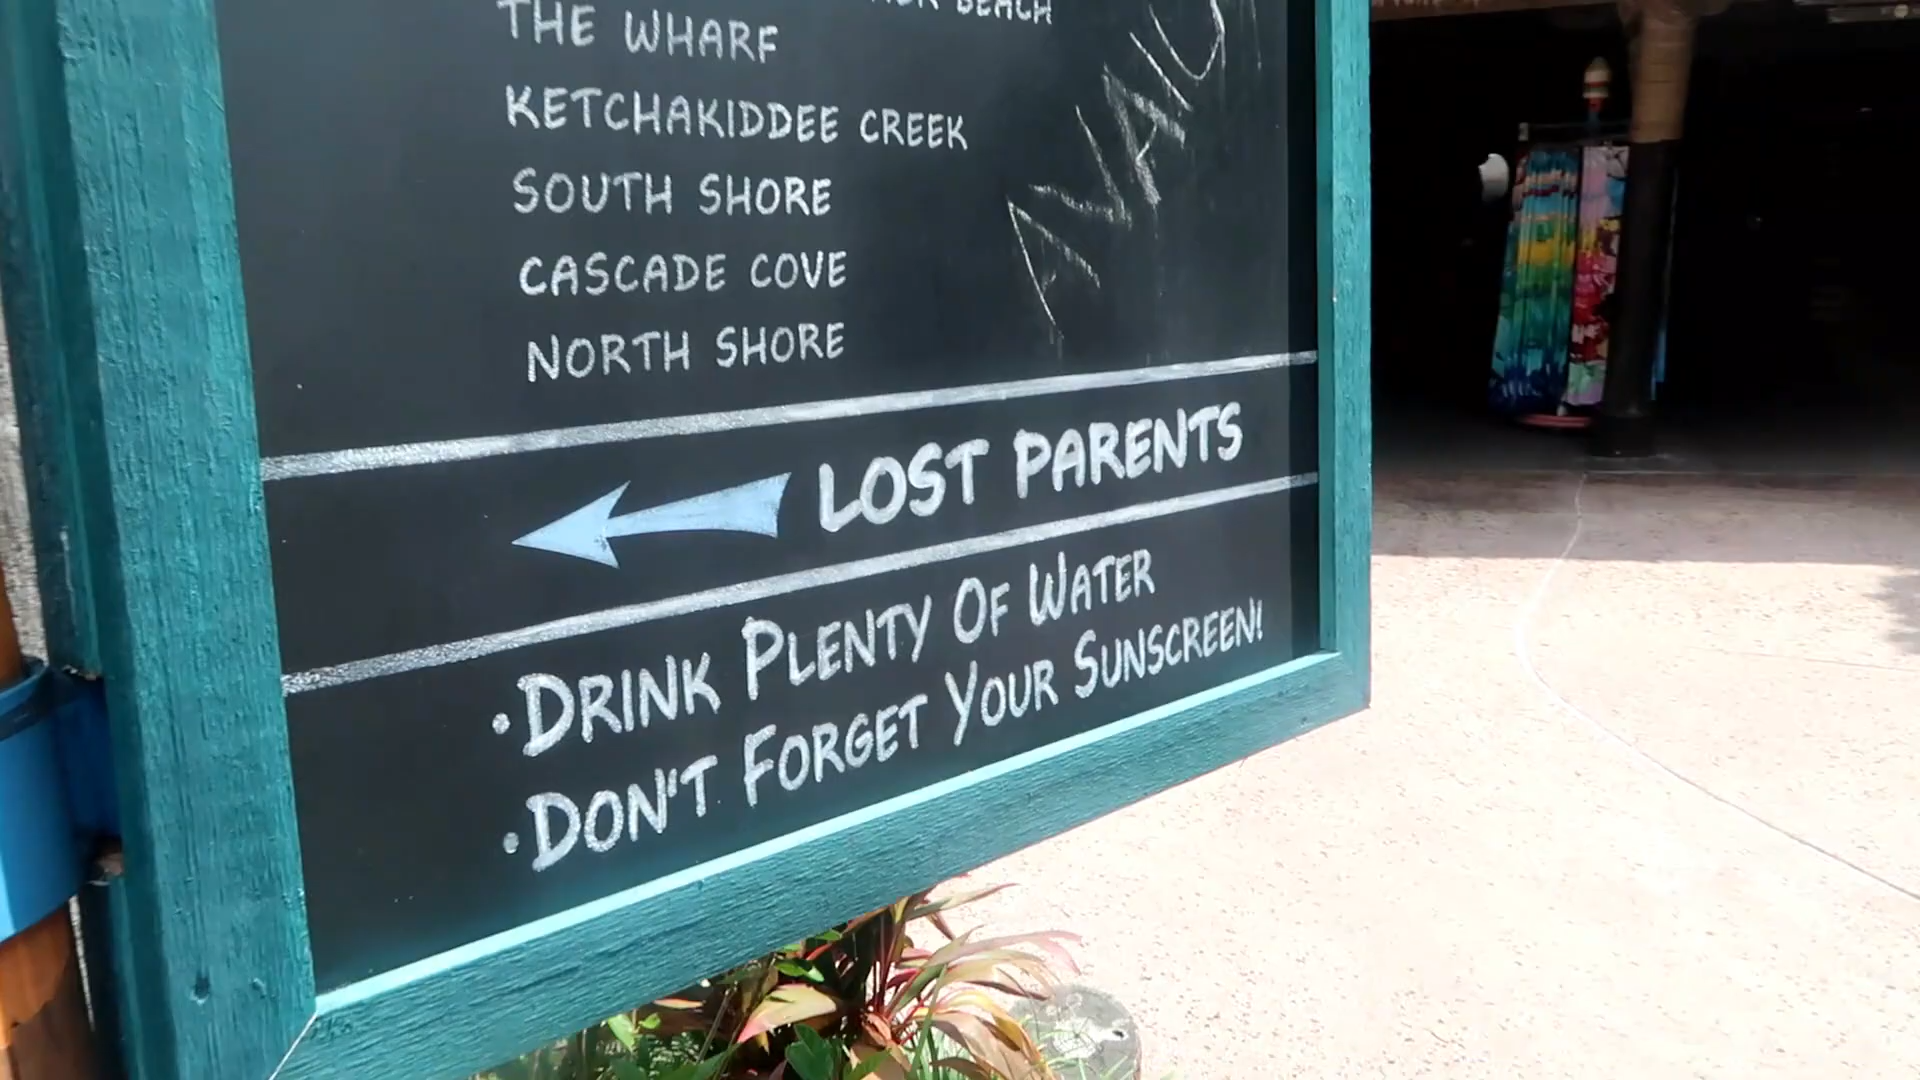 BEACH
THE WHARF
KETCHAKIDDEE CREEK
SOUTH SHORE
CASCADE COVE
NORTH SHORE
LOST PARENTS
•DRINK PLENTY OF WATER
•DON'T FORGET YOUR SUNSCREEN!